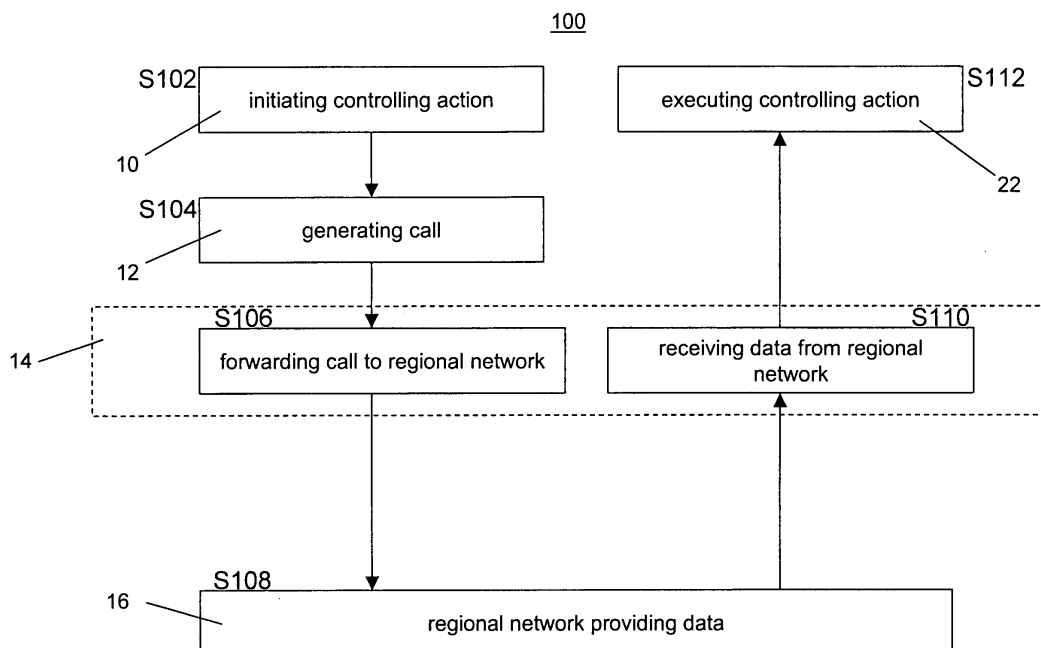 100
S102
initiating controlling action
10
S112
executing controlling action
22
S104
generating call
12
14
S106
forwarding call to regional network
S110
receiving data from regional
network
S108
16
regional network providing data